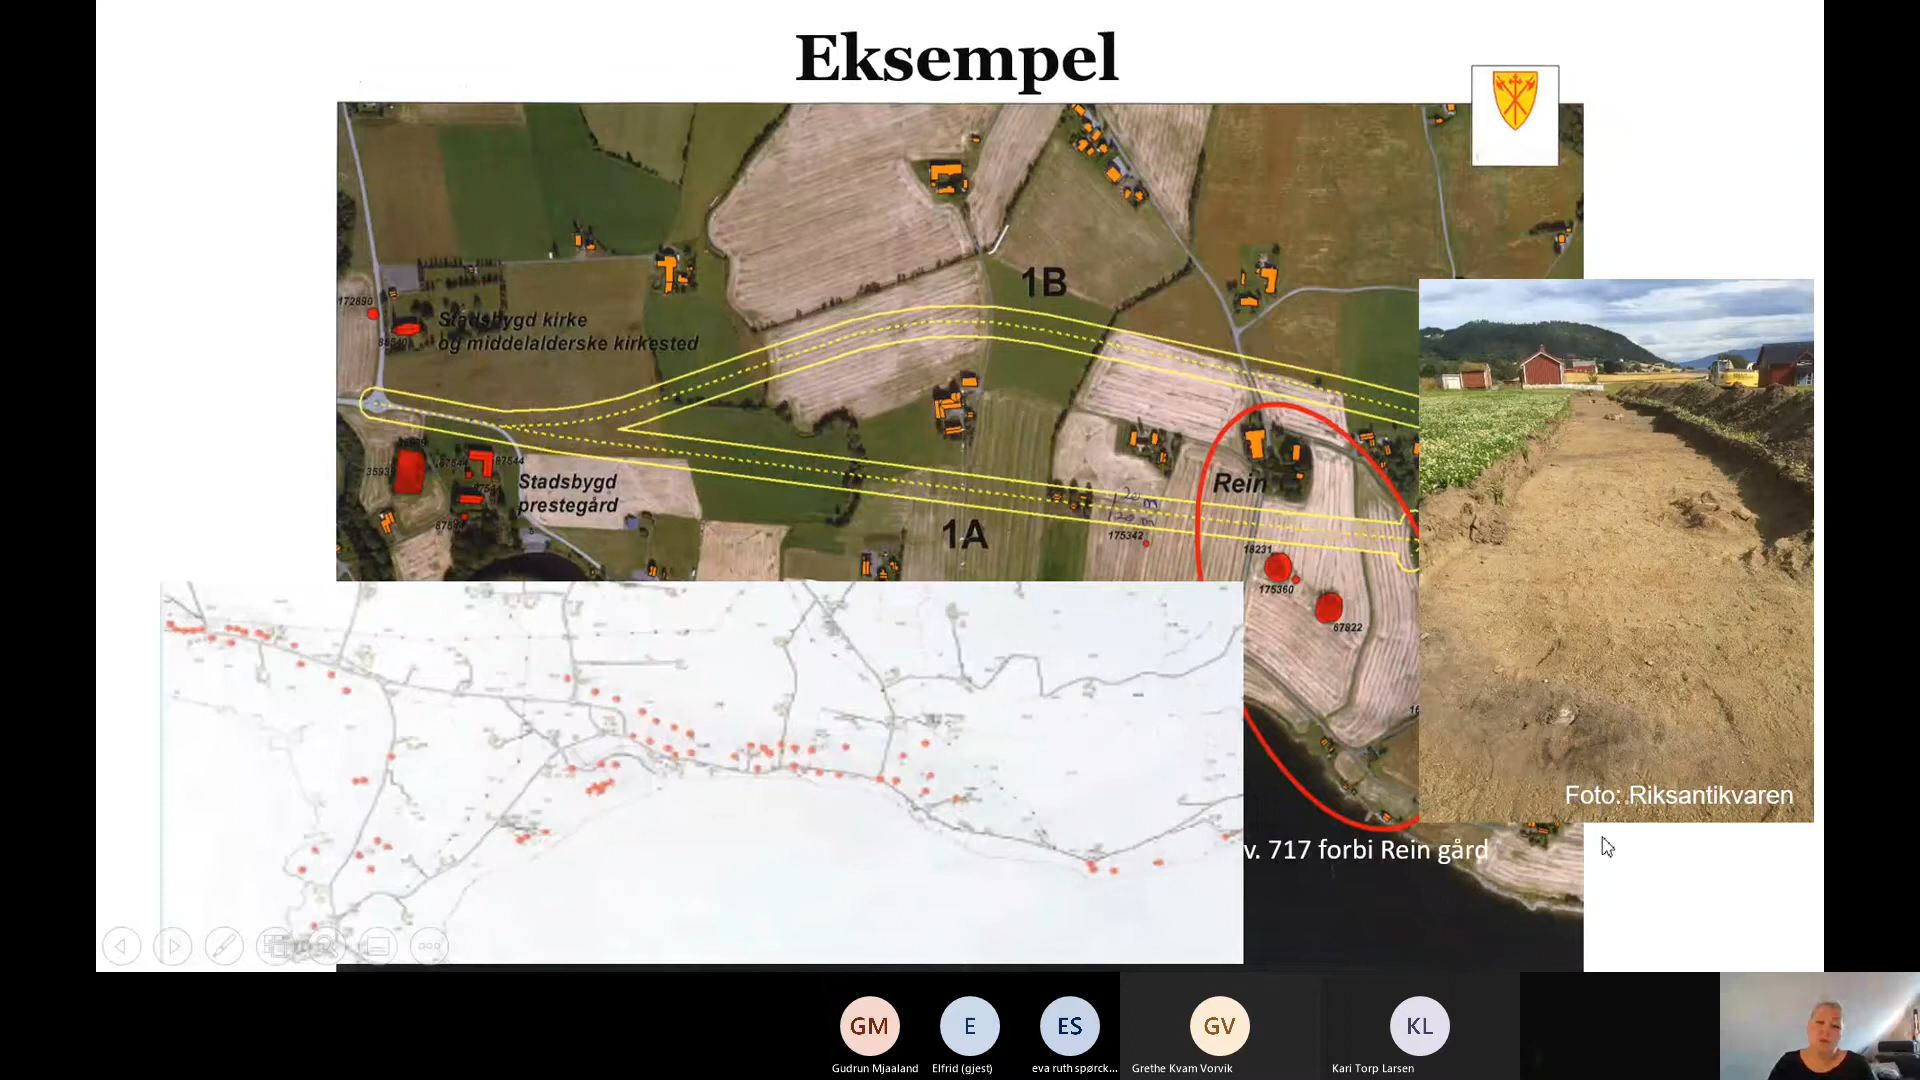 Eksempel
1B
172890
Stadsbygd kirke
og middelalderske kirkested
Rein
87544
Stadsbygd
prestegård
1A
175342
18231
175360
67822
Foto: Riksantikvaren
v. 717 forbi Rein gård
GM
E
ES
GV
KL
Gudrun Mjaaland
Elfrid (gjest)
eva ruth spørck...
Grethe Kvam Vorvik
Kari Torp Larsen